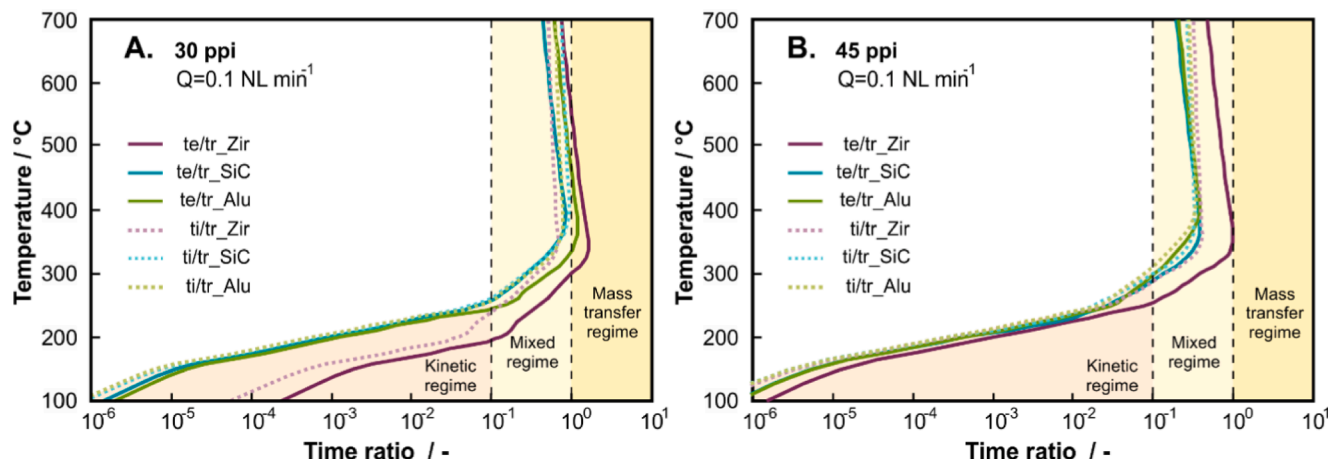 A. 30 ppi
Q=0.1 NL min-1
te/tr_Zir
te/tr_SiC
te/tr_Alu
ti/tr_Zir
ti/tr_SiC
ti/tr_Alu
Kinetic
regime
Mixed
regime
Mass
transfer
regime
Temperature / °C
700
600
500
400
300
200
100
10-6
10-5
10-4
10-3
10-2
10-1
100
101
Time ratio / -
B. 45 ppi
Q=0.1 NL min-1
te/tr_Zir
te/tr_SiC
te/tr_Alu
ti/tr_Zir
ti/tr_SiC
ti/tr_Alu
Kinetic
regime
Mixed
regime
Mass
transfer
regime
Temperature / °C
700
600
500
400
300
200
100
10-6
10-5
10-4
10-3
10-2
10-1
100
101
Time ratio / -